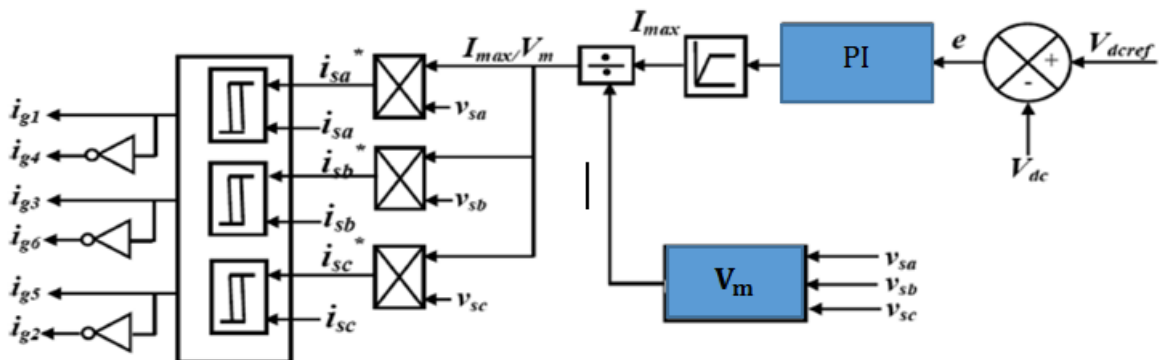 I_max
I_max/V_m
e
V_dcref
PI
+
-
V_dc
÷
i_sa*
v_sa
i_sa
i_g1
i_g4
i_sb*
v_sb
i_sb
i_g3
i_g6
i_sc*
v_sc
i_sc
i_g5
i_g2
V_m
v_sa
v_sb
v_sc